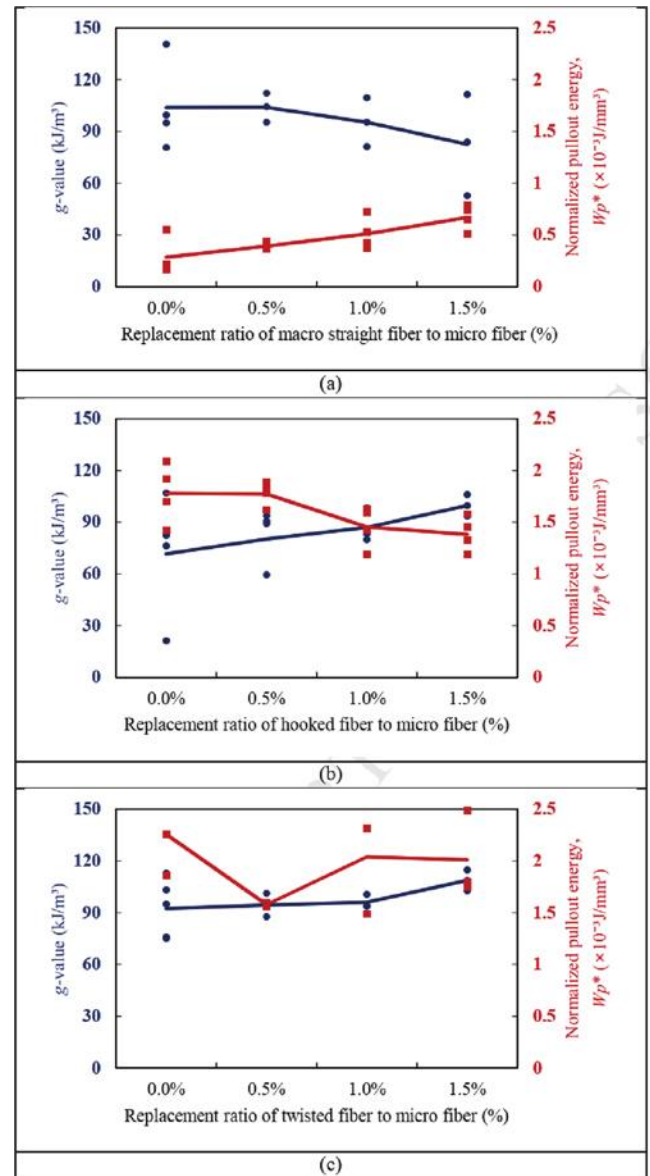 150
120
90
60
30
0
g-value (kJ/m³)
2.5
2
1.5
1
0.5
0
Normalized pullout energy,
Wp* (×10⁻³J/mm³)
0.0% 0.5% 1.0% 1.5%
Replacement ratio of macro straight fiber to micro fiber (%)
(a)
150
120
90
60
30
0
g-value (kJ/m³)
2.5
2
1.5
1
0.5
0
Normalized pullout energy,
Wp* (×10⁻³J/mm³)
0.0% 0.5% 1.0% 1.5%
Replacement ratio of hooked fiber to micro fiber (%)
(b)
150
120
90
60
30
0
g-value (kJ/m³)
2.5
2
1.5
1
0.5
0
Normalized pullout energy,
Wp* (×10⁻³J/mm³)
0.0% 0.5% 1.0% 1.5%
Replacement ratio of twisted fiber to micro fiber (%)
(c)